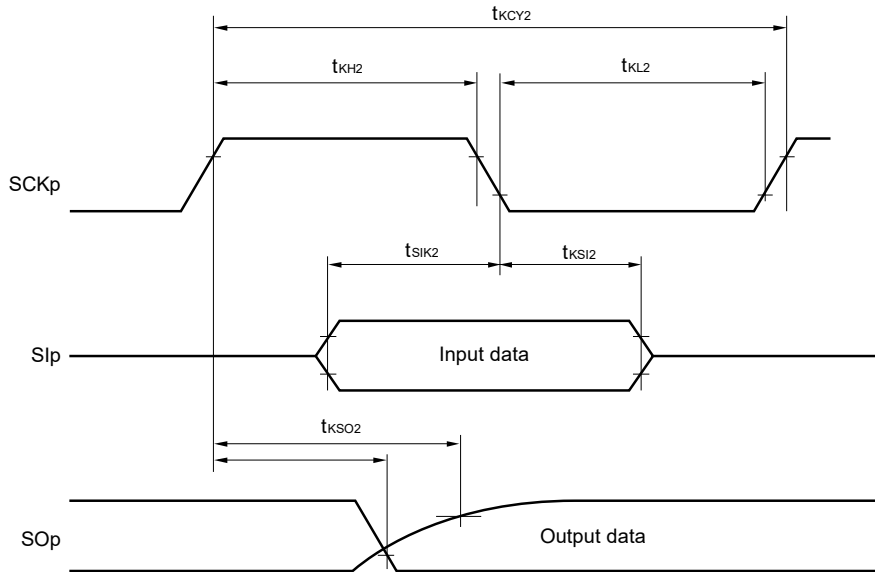 tKCY2
tKH2
tKL2
SCKp
tSIK2
tKSI2
SIp
Input data
tKSO2
SOp
Output data